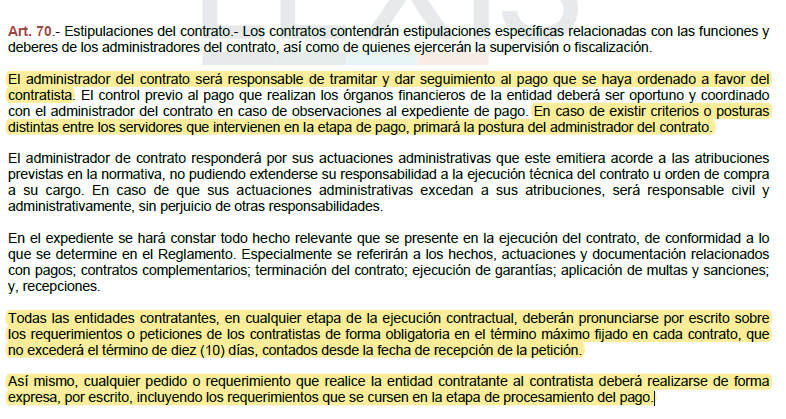 LEXIS
Art. 70.- Estipulaciones del contrato.- Los contratos contendrán estipulaciones específicas relacionadas con las funciones y
deberes de los administradores del contrato, así como de quienes ejercerán la supervisión o fiscalización.
El administrador del contrato será responsable de tramitar y dar seguimiento al pago que se haya ordenado a favor del
contratista. El control previo al pago que realizan los órganos financieros de la entidad deberá ser oportuno y coordinado
con el administrador del contrato en caso de observaciones al expediente de pago. En caso de existir criterios o posturas
distintas entre los servidores que intervienen en la etapa de pago, primará la postura del administrador del contrato.
El administrador de contrato responderá por sus actuaciones administrativas que este emitiera acorde a las atribuciones
previstas en la normativa, no pudiendo extenderse su responsabilidad a la ejecución técnica del contrato u orden de compra
a su cargo. En caso de que sus actuaciones administrativas excedan a sus atribuciones, será responsable civil y
administrativamente, sin perjuicio de otras responsabilidades.
En el expediente se hará constar todo hecho relevante que se presente en la ejecución del contrato, de conformidad a lo
que se determine en el Reglamento. Especialmente se referirán a los hechos, actuaciones y documentación relacionados
con pagos; contratos complementarios; terminación del contrato; ejecución de garantías; aplicación de multas y sanciones;
y, recepciones.
Todas las entidades contratantes, en cualquier etapa de la ejecución contractual, deberán pronunciarse por escrito sobre
los requerimientos o peticiones de los contratistas de forma obligatoria en el término máximo fijado en cada contrato, que
no excederá el término de diez (10) días, contados desde la fecha de recepción de la petición.
Así mismo, cualquier pedido o requerimiento que realice la entidad contratante al contratista deberá realizarse de forma
expresa, por escrito, incluyendo los requerimientos que se cursen en la etapa de procesamiento del pago.